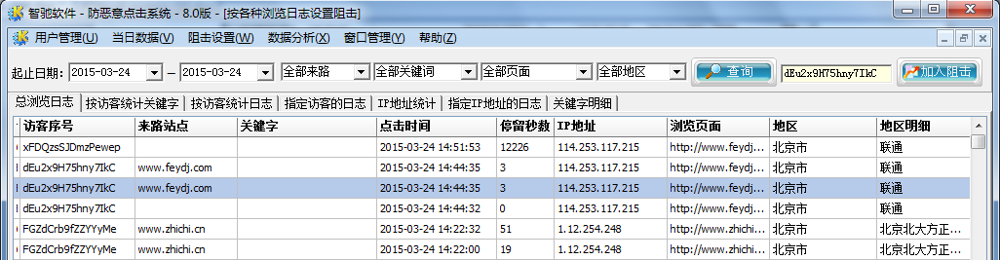 智驰软件 - 防恶意点击系统 - 8.0版 - [按各种浏览日志设置阻击]
用户管理(U) 当日数据(V) 阻击设置(W) 数据分析(X) 窗口管理(Y) 帮助(Z)
起止日期: 2015-03-24 — 2015-03-24 全部来路 全部关键词 全部页面 全部地区 查询 dEu2x9H75hny7IkC 加入阻击
总浏览日志 按访客统计关键字 按访客统计日志 指定访客的日志 IP地址统计 指定IP地址的日志 关键字明细
访客序号 来路站点 关键字 点击时间 停留秒数 IP地址 浏览页面 地区 地区明细
xFDQzsSJDmzPewep 2015-03-24 14:51:53 12226 114.253.117.215 http://www.feydj... 北京市 联通
dEu2x9H75hny7IkC www.feydj.com 2015-03-24 14:44:35 3 114.253.117.215 http://www.feydj... 北京市 联通
dEu2x9H75hny7IkC www.feydj.com 2015-03-24 14:44:35 3 114.253.117.215 http://www.feydj... 北京市 联通
dEu2x9H75hny7IkC 2015-03-24 14:44:32 0 114.253.117.215 http://www.feydj... 北京市 联通
FGZdCrb9fZZYYyMe www.zhichi.cn 2015-03-24 14:22:32 51 1.12.254.248 http://www.zhichi... 北京市 北京北大方正...
FGZdCrb9fZZYYyMe www.zhichi.cn 2015-03-24 14:22:00 19 1.12.254.248 http://www.zhichi... 北京市 北京北大方正...